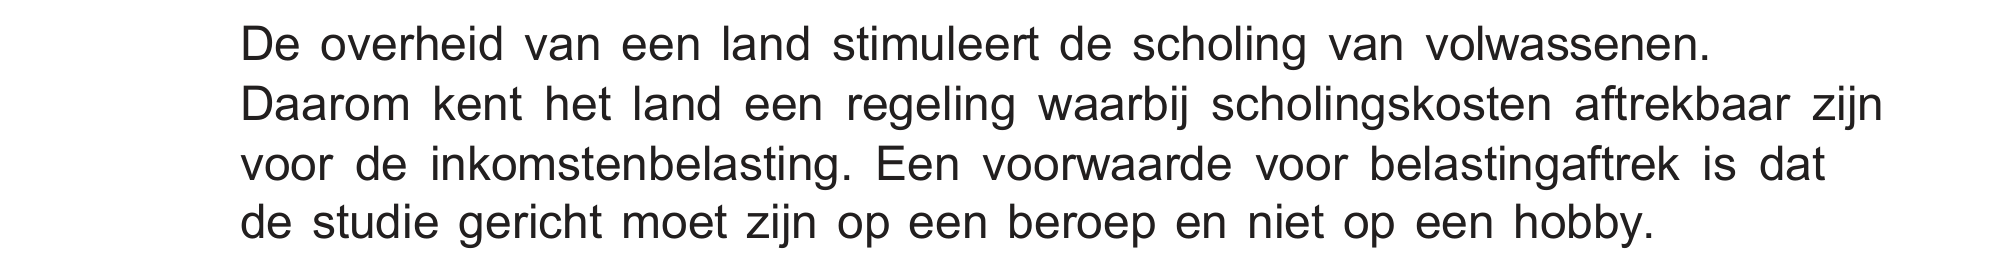 De overheid van een land stimuleert de scholing van volwassenen.
Daarom kent het land een regeling waarbij scholingskosten aftrekbaar zijn
voor de inkomstenbelasting. Een voorwaarde voor belastingaftrek is dat
de studie gericht moet zijn op een beroep en niet op een hobby.